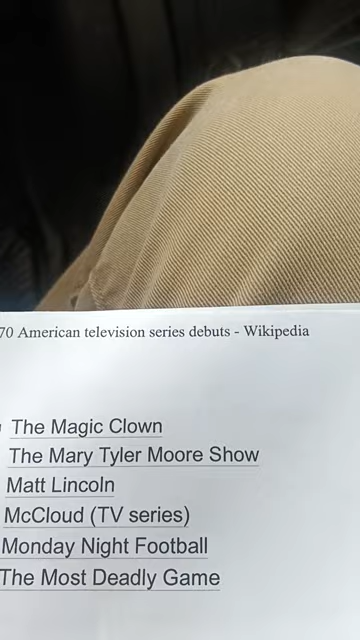 70 American television series debuts - Wikipedia
The Magic Clown
The Mary Tyler Moore Show
Matt Lincoln
McCloud (TV series)
Monday Night Football
The Most Deadly Game